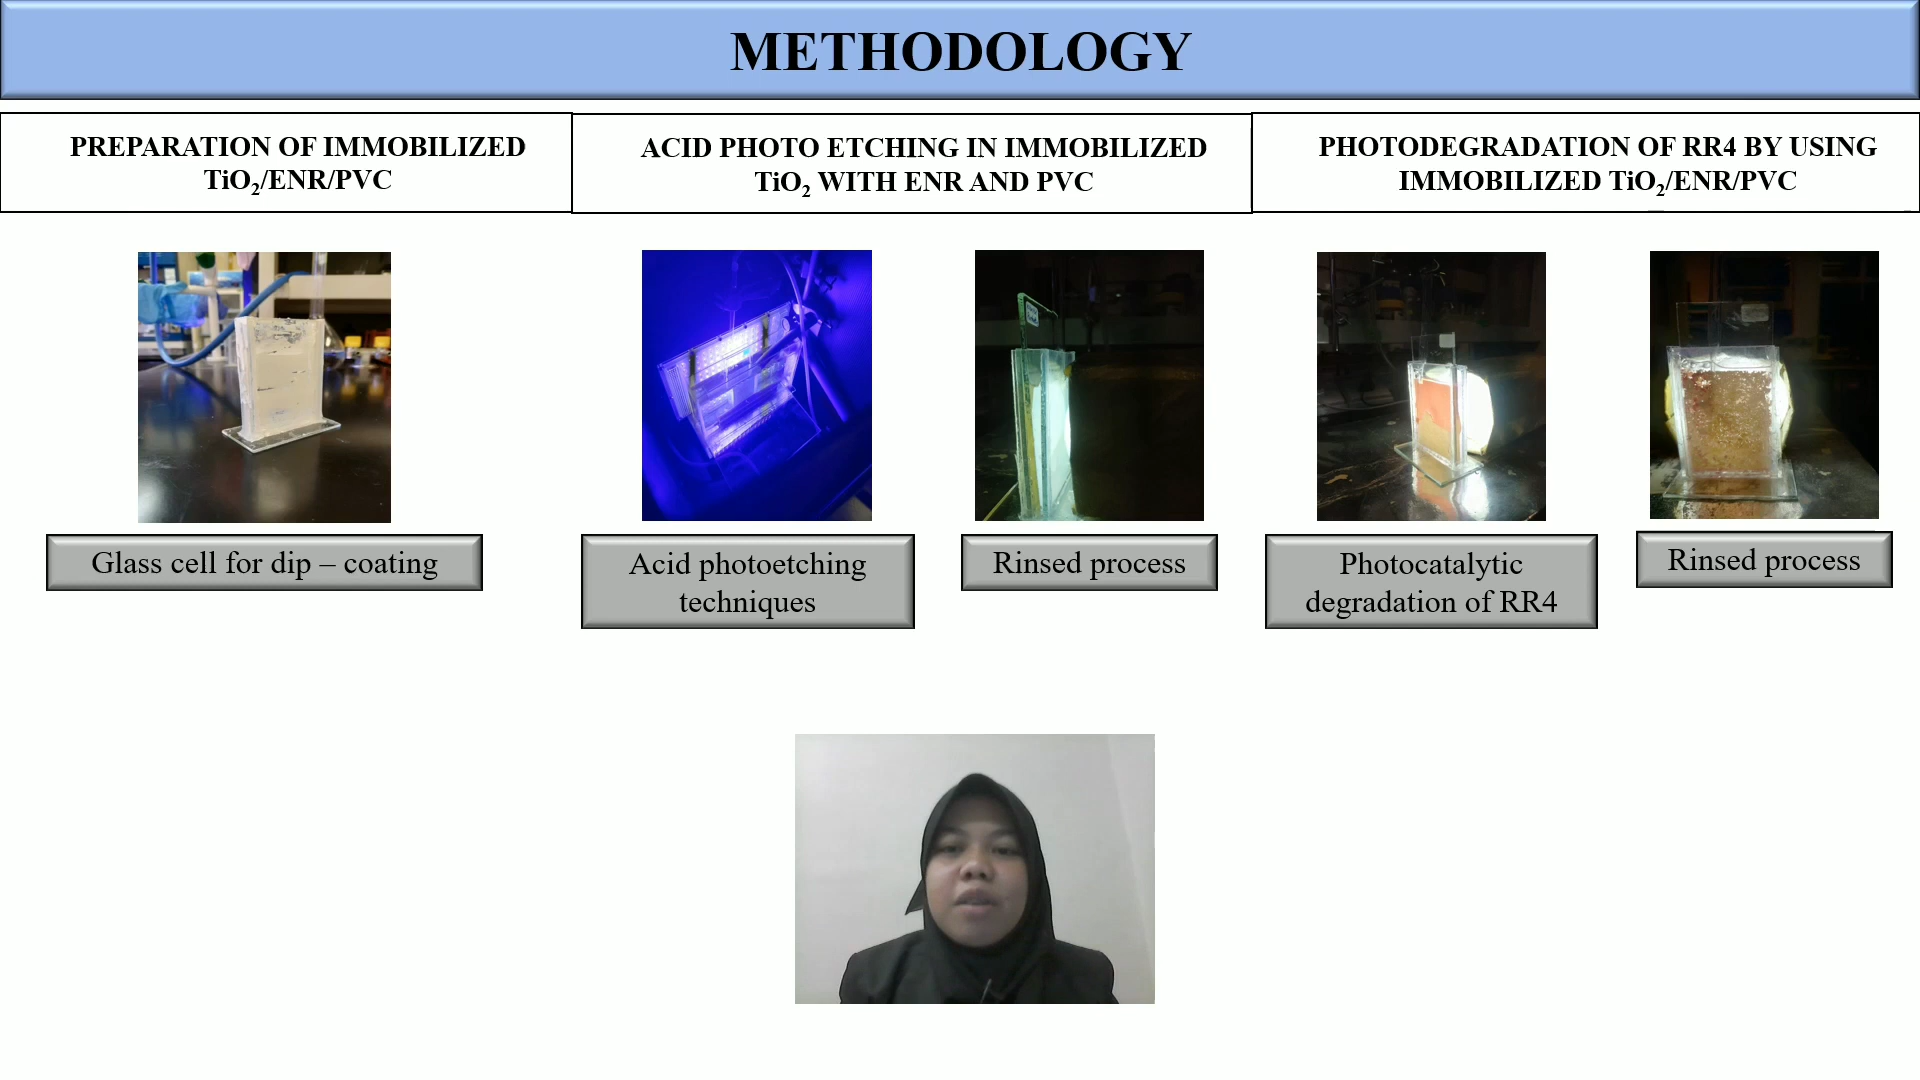 METHODOLOGY
PREPARATION OF IMMOBILIZED
TiO₂/ENR/PVC
ACID PHOTO ETCHING IN IMMOBILIZED
TiO₂ WITH ENR AND PVC
PHOTODEGRADATION OF RR4 BY USING
IMMOBILIZED TiO₂/ENR/PVC
Glass cell for dip – coating
Acid photoetching
techniques
Rinsed process
Photocatalytic
degradation of RR4
Rinsed process